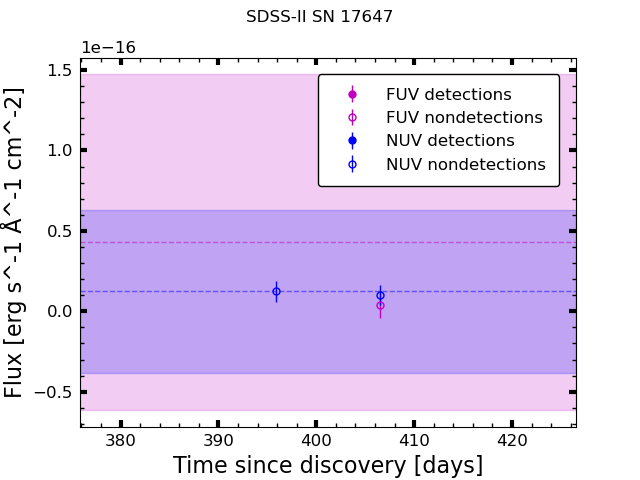 SDSS-II SN 17647
1e−16
1.5
1.0
0.5
0.0
−0.5
Flux [erg s^-1 Å^-1 cm^-2]
FUV detections
FUV nondetections
NUV detections
NUV nondetections
380 390 400 410 420
Time since discovery [days]